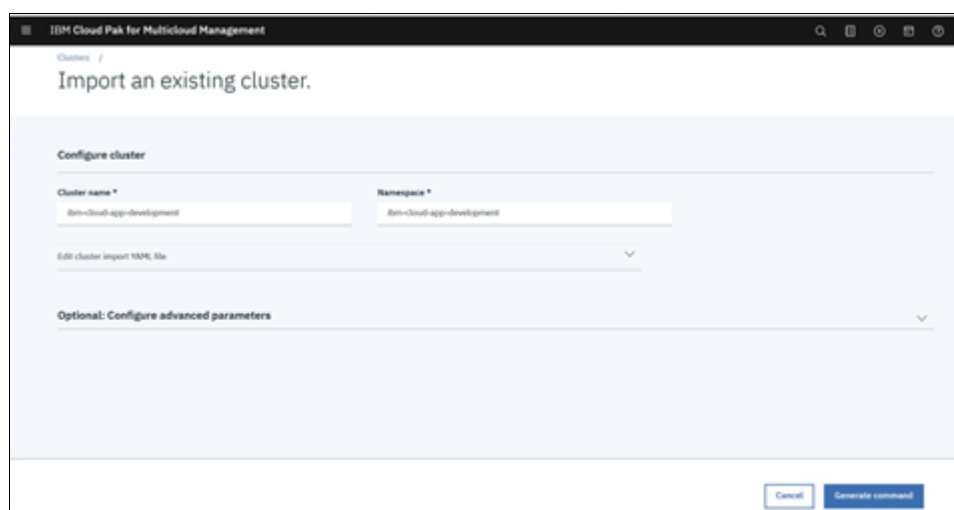 IBM Cloud Pak for Multicloud Management
Clusters /
Import an existing cluster.
Configure cluster
Cluster name *
Namespace *
ibm-cloud-app-development
ibm-cloud-app-development
Edit cluster import YAML file
Optional: Configure advanced parameters
Cancel
Generate command